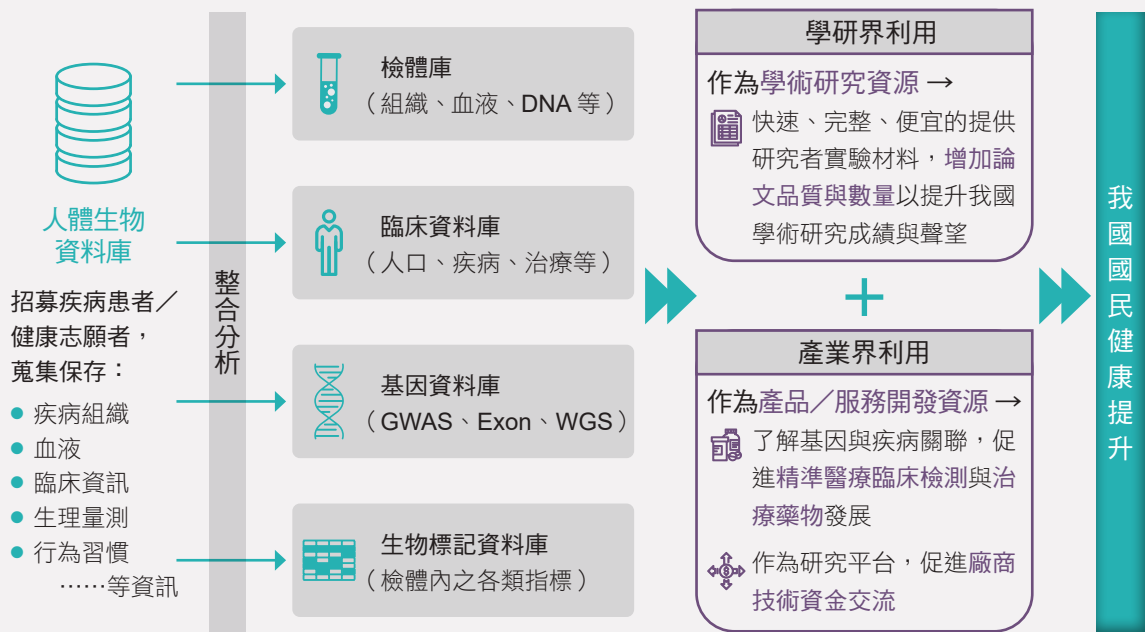 人體生物
資料庫
招募疾病患者／
健康志願者，
蒐集保存：
● 疾病組織
● 血液
● 臨床資訊
● 生理量測
● 行為習慣
……等資訊
整合分析
檢體庫
（組織、血液、DNA 等）
臨床資料庫
（人口、疾病、治療等）
基因資料庫
（GWAS、Exon、WGS）
生物標記資料庫
（檢體內之各類指標）
學研界利用
作為學術研究資源 →
快速、完整、便宜的提供
研究者實驗材料，增加論
文品質與數量以提升我國
學術研究成績與聲望
+
產業界利用
作為產品／服務開發資源 →
了解基因與疾病關聯，促
進精準醫療臨床檢測與治
療藥物發展
作為研究平台，促進廠商
技術資金交流
我國國民健康提升